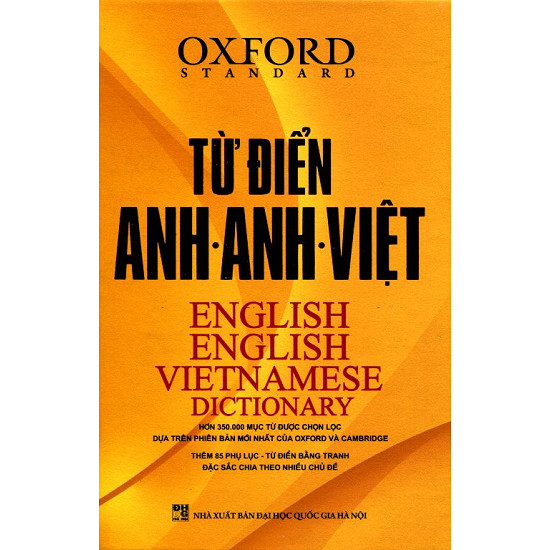 OXFORD
STANDARD
TỪ ĐIỂN
ANH·ANH·VIỆT
ENGLISH
ENGLISH
VIETNAMESE
DICTIONARY
HƠN 350.000 MỤC TỪ ĐƯỢC CHỌN LỌC
DỰA TRÊN PHIÊN BẢN MỚI NHẤT CỦA OXFORD VÀ CAMBRIDGE
THÊM 85 PHỤ LỤC - TỪ ĐIỂN BẰNG TRANH
ĐẶC SẮC CHIA THEO NHIỀU CHỦ ĐỀ
NHÀ XUẤT BẢN ĐẠI HỌC QUỐC GIA HÀ NỘI